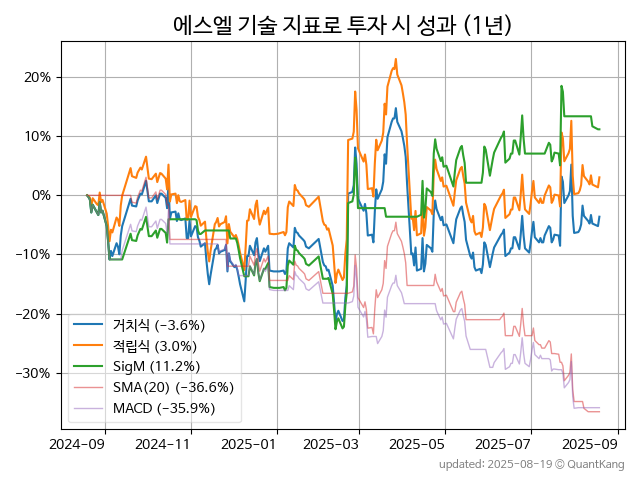 에스엘 기술 지표로 투자 시 성과 (1년)
20%
10%
0%
−10%
−20%
−30%
거치식 (−3.6%)
적립식 (3.0%)
SigM (11.2%)
SMA(20) (−36.6%)
MACD (−35.9%)
2024-09
2024-11
2025-01
2025-03
2025-05
2025-07
2025-09
updated: 2025-08-19 © QuantKang